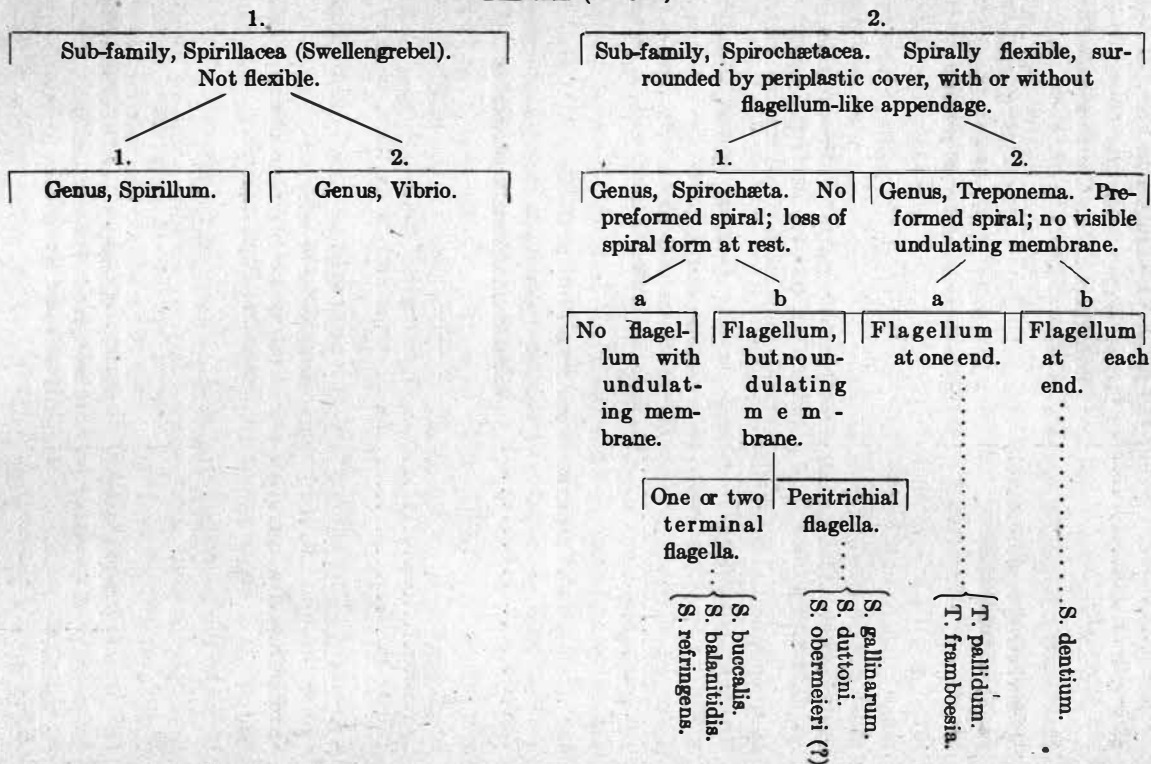 1.
Sub-family, Spirillacea (Swellengrebel).
Not flexible.
1.
Genus, Spirillum.
2.
Genus, Vibrio.
2.
Sub-family, Spirochætacea. Spirally flexible, sur-
rounded by periplastic cover, with or without
flagellum-like appendage.
1.
Genus, Spirochæta. No
preformed spiral; loss of
spiral form at rest.
2.
Genus, Treponema. Pre-
formed spiral; no visible
undulating membrane.
a
No flagel-
lum with
undulat-
ing mem-
brane.
b
Flagellum,
but no un-
dulating
mem-
brane.
a
Flagellum
at one end.
b
Flagellum
at each
end.
One or two
terminal
flagella.
Peritrichial
flagella.
S. buccalis.
S. balanitidis.
S. refringens.
S. gallinarum.
S. duttoni.
S. obermeieri (?)
T. pallidum.
T. framboesia.
S. dentium.